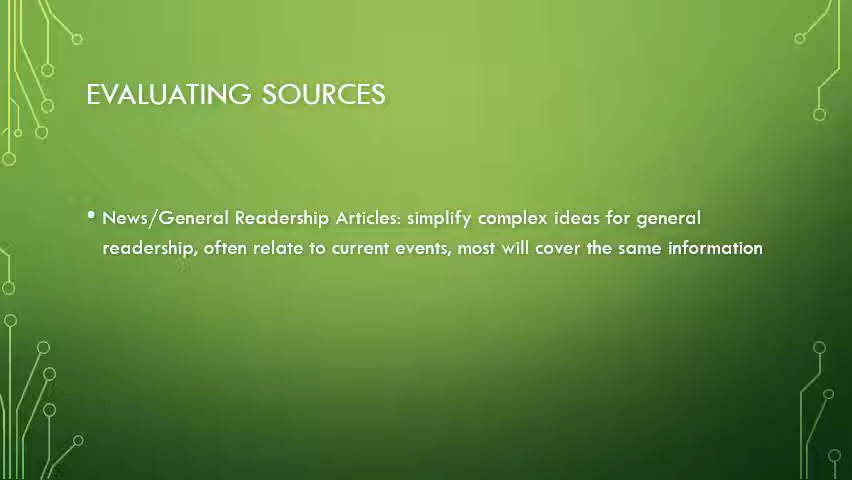 EVALUATING SOURCES
• News/General Readership Articles: simplify complex ideas for general
readership, often relate to current events, most will cover the same information